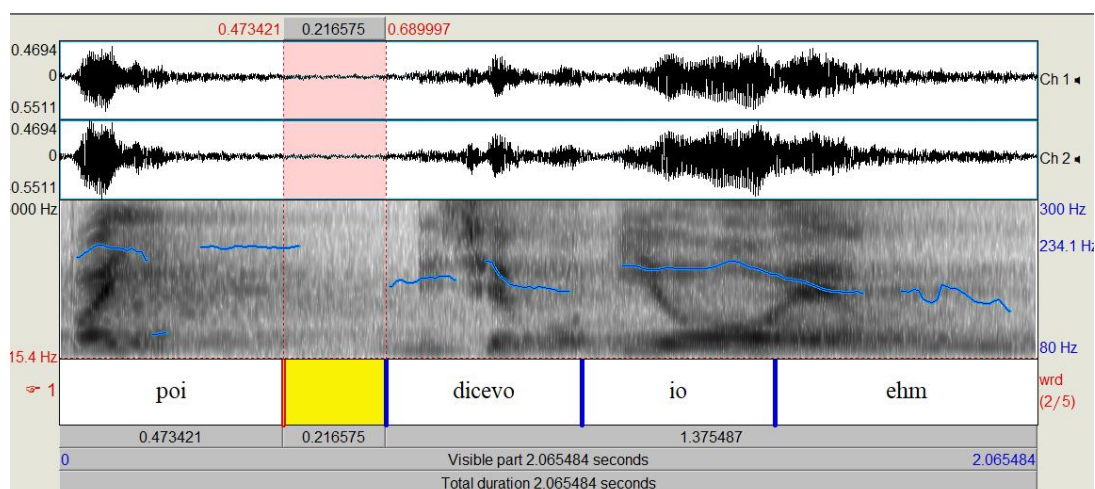 0.473421 0.216575 0.689997
0.4694
0
0.5511
Ch 1
0.4694
0
0.5511
Ch 2
000 Hz
300 Hz
234.1 Hz
15.4 Hz
80 Hz
1 poi dicevo io ehm wrd
(2/5)
0.473421 0.216575 1.375487
0 Visible part 2.065484 seconds 2.065484
Total duration 2.065484 seconds